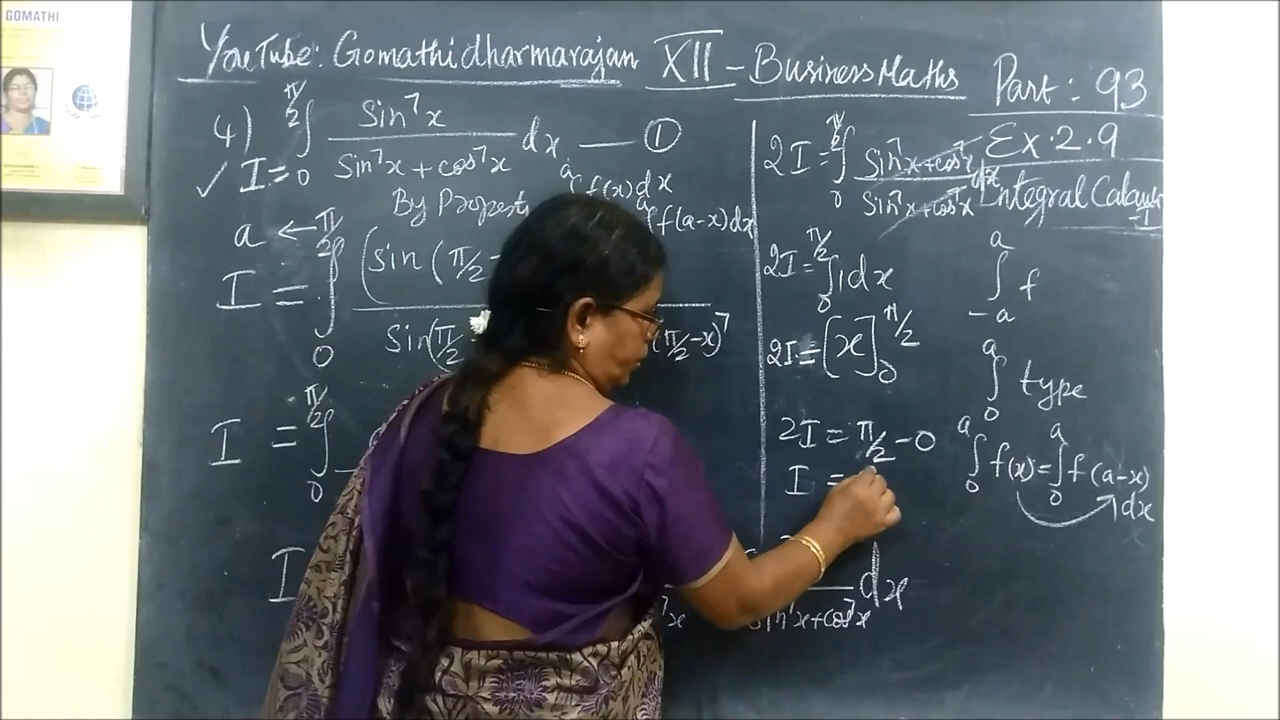 GOMATHI
YouTube: Gomathidharmarajan XII - Business Maths
Part: 93
Ex. 2.9
Integral Calculus
I
4) I = ∫₀^{π/2} Sin⁷x / (Sin⁷x + cos⁷x) dx — ①
✓
By Property
∫₀^a f(x) dx
f(a-x) dx
a ← π/2
I = ∫₀^{π/2} (Sin (π/2
Sin (π/2 (π/2 - x)⁷
I = ∫₀^{π/2}
I
dx
Sin⁷x + cos⁷x
2I = ∫₀^{π/2} Sin⁷x + cos⁷x / Sin⁷x + cos⁷x dx
2I = ∫₀^{π/2} 1 dx
2I = [x]₀^{π/2}
2I = π/2 - 0
I =
∫₋ₐ^a f
∫₀^a type
∫₀^a f(x) = ∫₀^a f(a-x) dx